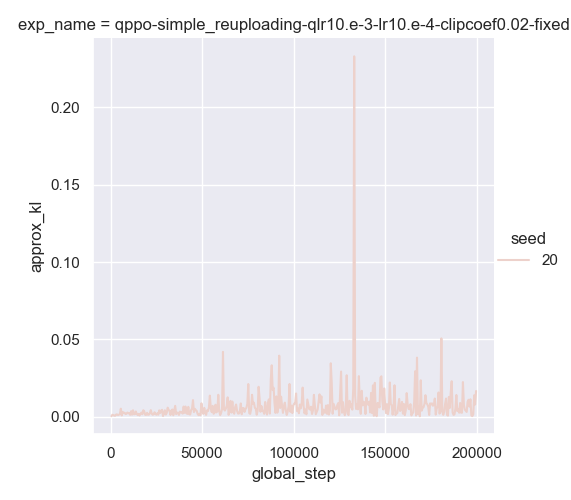 exp_name = qppo-simple_reuploading-qlr10.e-3-lr10.e-4-clipcoef0.02-fixed
0.20
0.15
0.10
0.05
0.00
approx_kl
seed
20
0
50000
100000
150000
200000
global_step